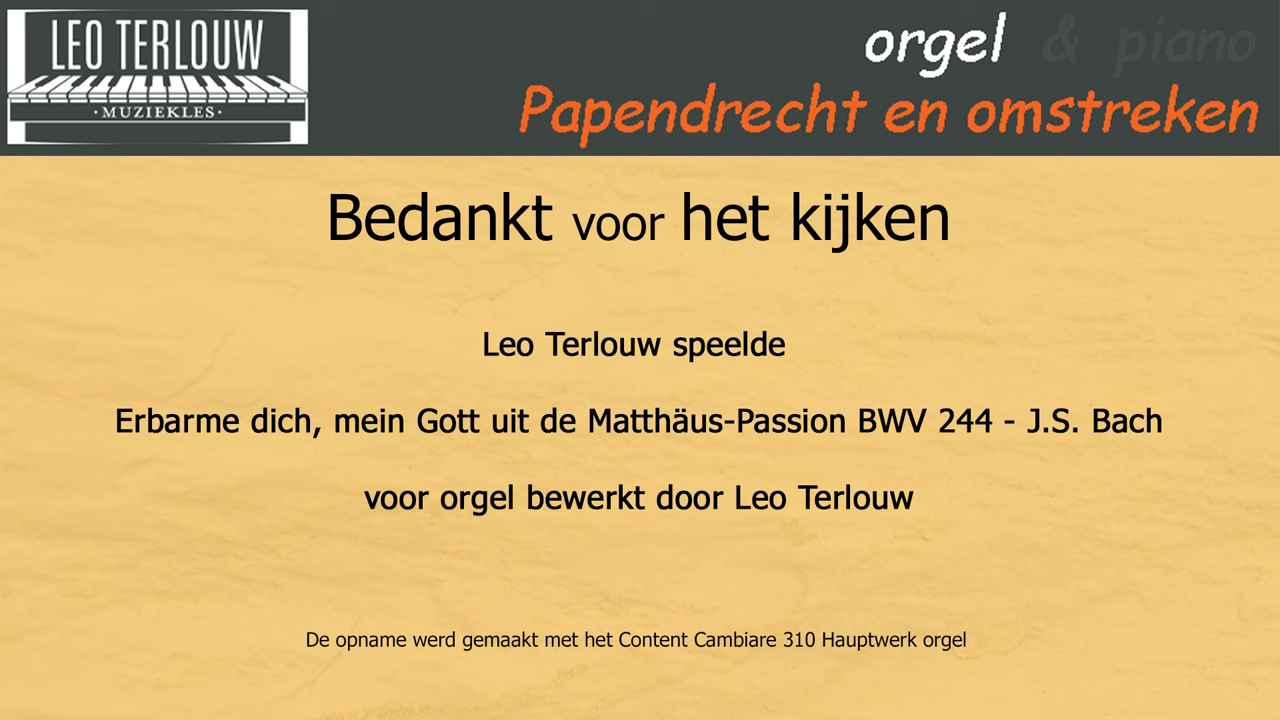 LEO TERLOUW
·MUZIEKLES·
orgel & piano
Papendrecht en omstreken
Bedankt voor het kijken
Leo Terlouw speelde
Erbarme dich, mein Gott uit de Matthäus-Passion BWV 244 - J.S. Bach
voor orgel bewerkt door Leo Terlouw
De opname werd gemaakt met het Content Cambiare 310 Hauptwerk orgel